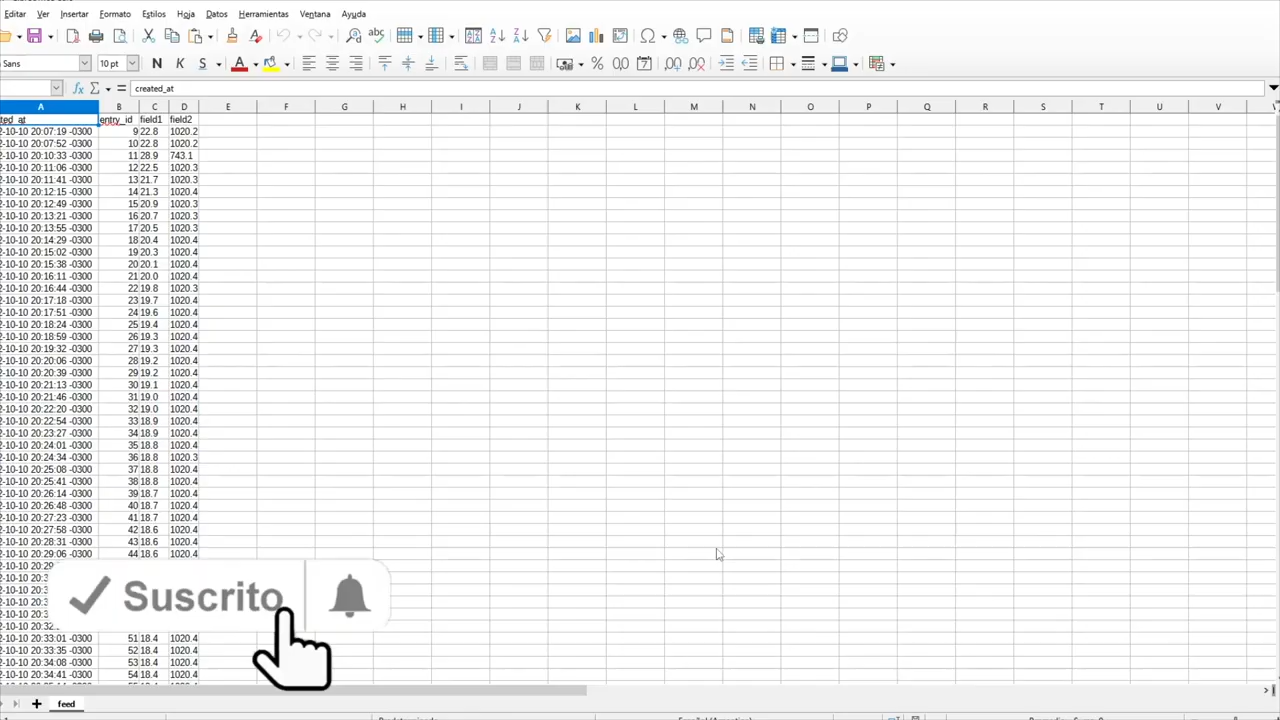 Editar Ver Insertar Formato Estilos Hoja Datos Herramientas Ventana Ayuda
Sans 10 pt N K S
created_at
A B C D E F G H I J K L M N O P Q R S T U V
ted_at entry_id field1 field2
2-10-10 20:07:19 -0300 9 22.8 1020.2
2-10-10 20:07:52 -0300 10 22.8 1020.2
2-10-10 20:10:33 -0300 11 28.9 743.1
2-10-10 20:11:06 -0300 12 22.5 1020.3
2-10-10 20:11:41 -0300 13 21.7 1020.3
2-10-10 20:12:15 -0300 14 21.3 1020.4
2-10-10 20:12:49 -0300 15 20.9 1020.3
2-10-10 20:13:21 -0300 16 20.7 1020.3
2-10-10 20:13:55 -0300 17 20.5 1020.3
2-10-10 20:14:29 -0300 18 20.4 1020.4
2-10-10 20:15:02 -0300 19 20.3 1020.4
2-10-10 20:15:38 -0300 20 20.1 1020.4
2-10-10 20:16:11 -0300 21 20.0 1020.4
2-10-10 20:16:44 -0300 22 19.8 1020.3
2-10-10 20:17:18 -0300 23 19.7 1020.4
2-10-10 20:17:51 -0300 24 19.6 1020.4
2-10-10 20:18:24 -0300 25 19.4 1020.4
2-10-10 20:18:59 -0300 26 19.3 1020.4
2-10-10 20:19:32 -0300 27 19.3 1020.4
2-10-10 20:20:06 -0300 28 19.2 1020.4
2-10-10 20:20:39 -0300 29 19.2 1020.4
2-10-10 20:21:13 -0300 30 19.1 1020.4
2-10-10 20:21:46 -0300 31 19.0 1020.4
2-10-10 20:22:20 -0300 32 19.0 1020.4
2-10-10 20:22:54 -0300 33 18.9 1020.4
2-10-10 20:23:27 -0300 34 18.9 1020.4
2-10-10 20:24:01 -0300 35 18.8 1020.4
2-10-10 20:24:34 -0300 36 18.8 1020.3
2-10-10 20:25:08 -0300 37 18.8 1020.4
2-10-10 20:25:41 -0300 38 18.8 1020.4
2-10-10 20:26:14 -0300 39 18.7 1020.4
2-10-10 20:26:48 -0300 40 18.7 1020.4
2-10-10 20:27:23 -0300 41 18.7 1020.4
2-10-10 20:27:58 -0300 42 18.6 1020.4
2-10-10 20:28:31 -0300 43 18.6 1020.4
2-10-10 20:29:06 -0300 44 18.6 1020.4
Suscrito
2-10-10 20:33:01 -0300 51 18.4 1020.4
2-10-10 20:33:35 -0300 52 18.4 1020.4
2-10-10 20:34:08 -0300 53 18.4 1020.4
2-10-10 20:34:41 -0300 54 18.4 1020.4
feed